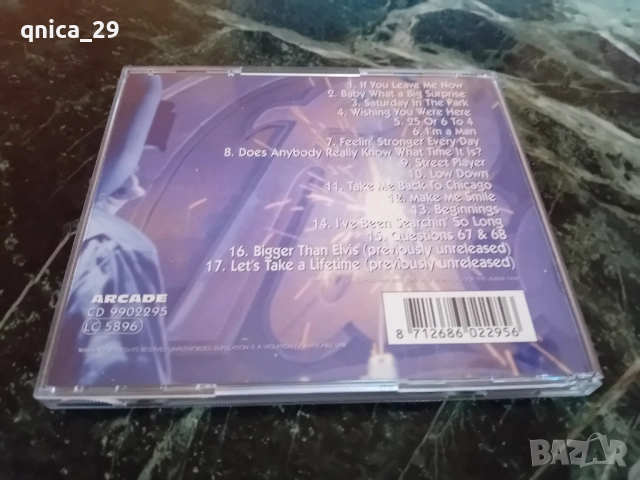 qnica_29
1. If You Leave Me Now
2. Baby What a Big Surprise
3. Saturday In The Park
4. Wishing You Were Here
5. 25 Or 6 To 4
6. I'm a Man
7. Feelin' Stronger Every Day
8. Does Anybody Really Know What Time It Is?
9. Street Player
10. Low Down
11. Take Me Back To Chicago
12. Make Me Smile
13. Beginnings
14. I've Been Searchin' So Long
15. Questions 67 & 68
16. Bigger Than Elvis (previously unreleased)
17. Let's Take a Lifetime (previously unreleased)
ARCADE
CD 9902295
LC 5896
8 712686 022956
BAZAR